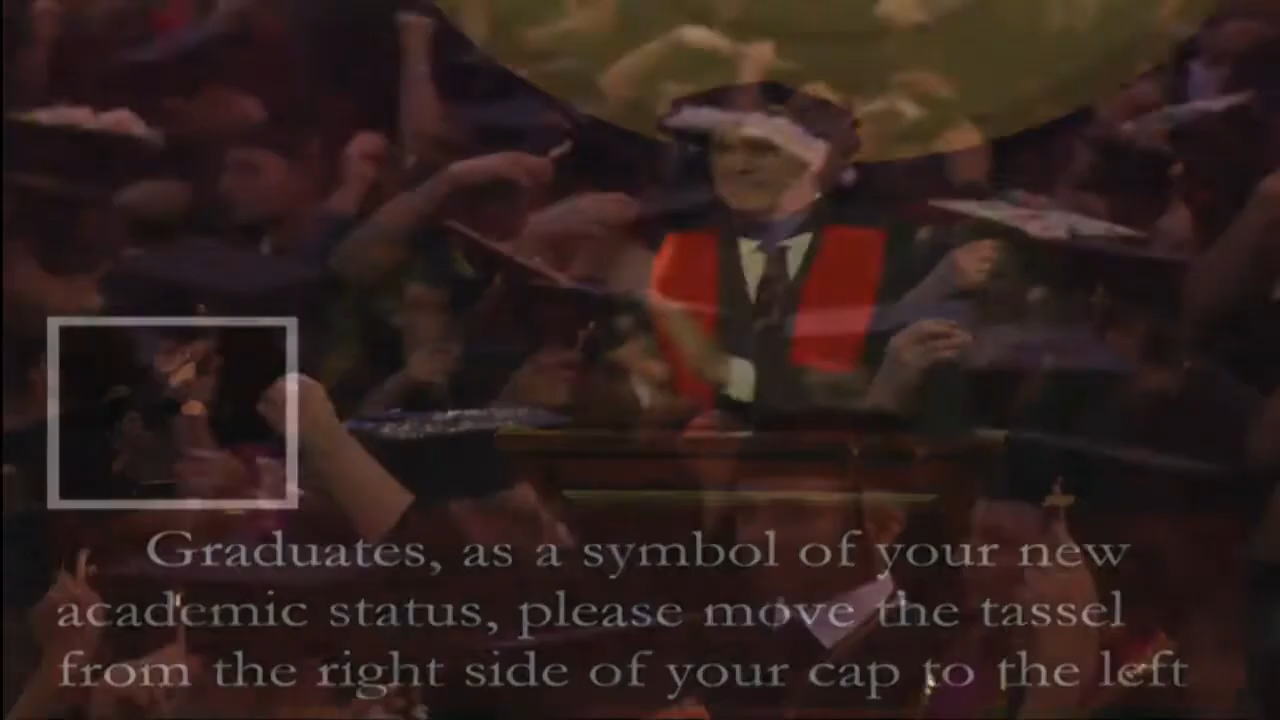 Graduates, as a symbol of your new
academic status, please move the tassel
from the right side of your cap to the left